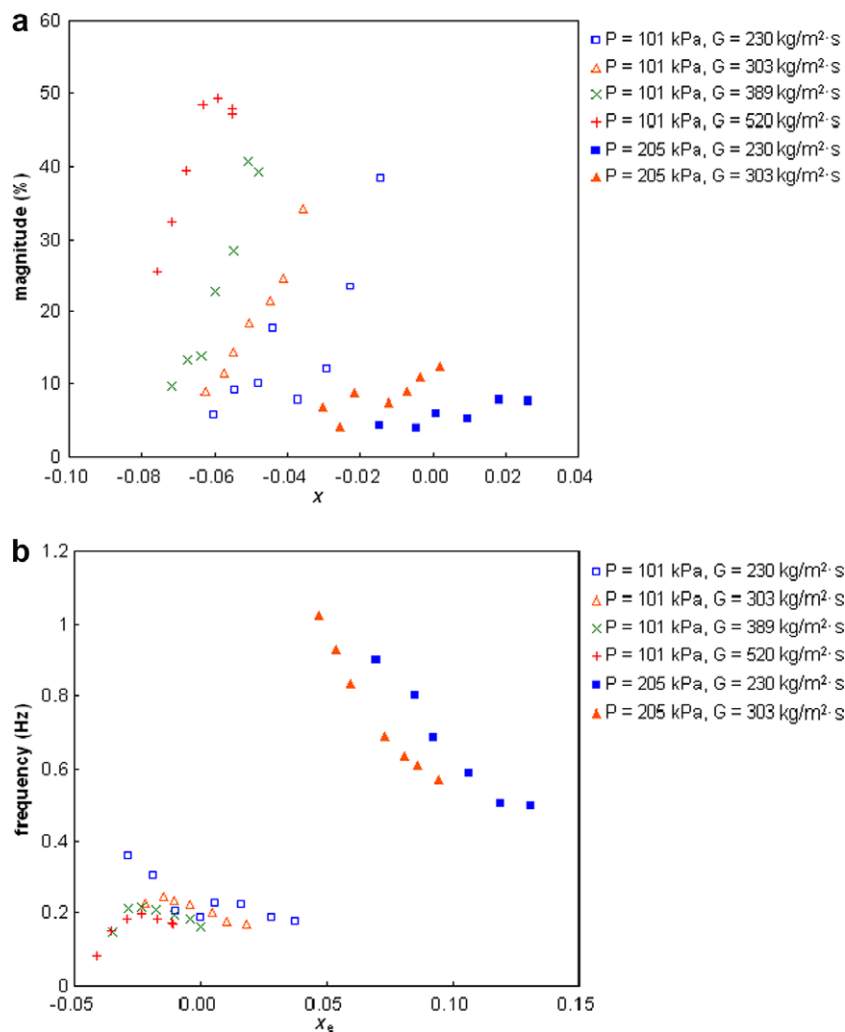 a
60
50
40
30
20
10
0
magnitude (%)
-0.10
-0.08
-0.06
-0.04
-0.02
0.00
0.02
0.04
x
P = 101 kPa, G = 230 kg/m²·s
P = 101 kPa, G = 303 kg/m²·s
P = 101 kPa, G = 389 kg/m²·s
P = 101 kPa, G = 520 kg/m²·s
P = 205 kPa, G = 230 kg/m²·s
P = 205 kPa, G = 303 kg/m²·s
b
1.2
1
0.8
0.6
0.4
0.2
0
frequency (Hz)
-0.05
0.00
0.05
0.10
0.15
xₑ
P = 101 kPa, G = 230 kg/m²·s
P = 101 kPa, G = 303 kg/m²·s
P = 101 kPa, G = 389 kg/m²·s
P = 101 kPa, G = 520 kg/m²·s
P = 205 kPa, G = 230 kg/m²·s
P = 205 kPa, G = 303 kg/m²·s